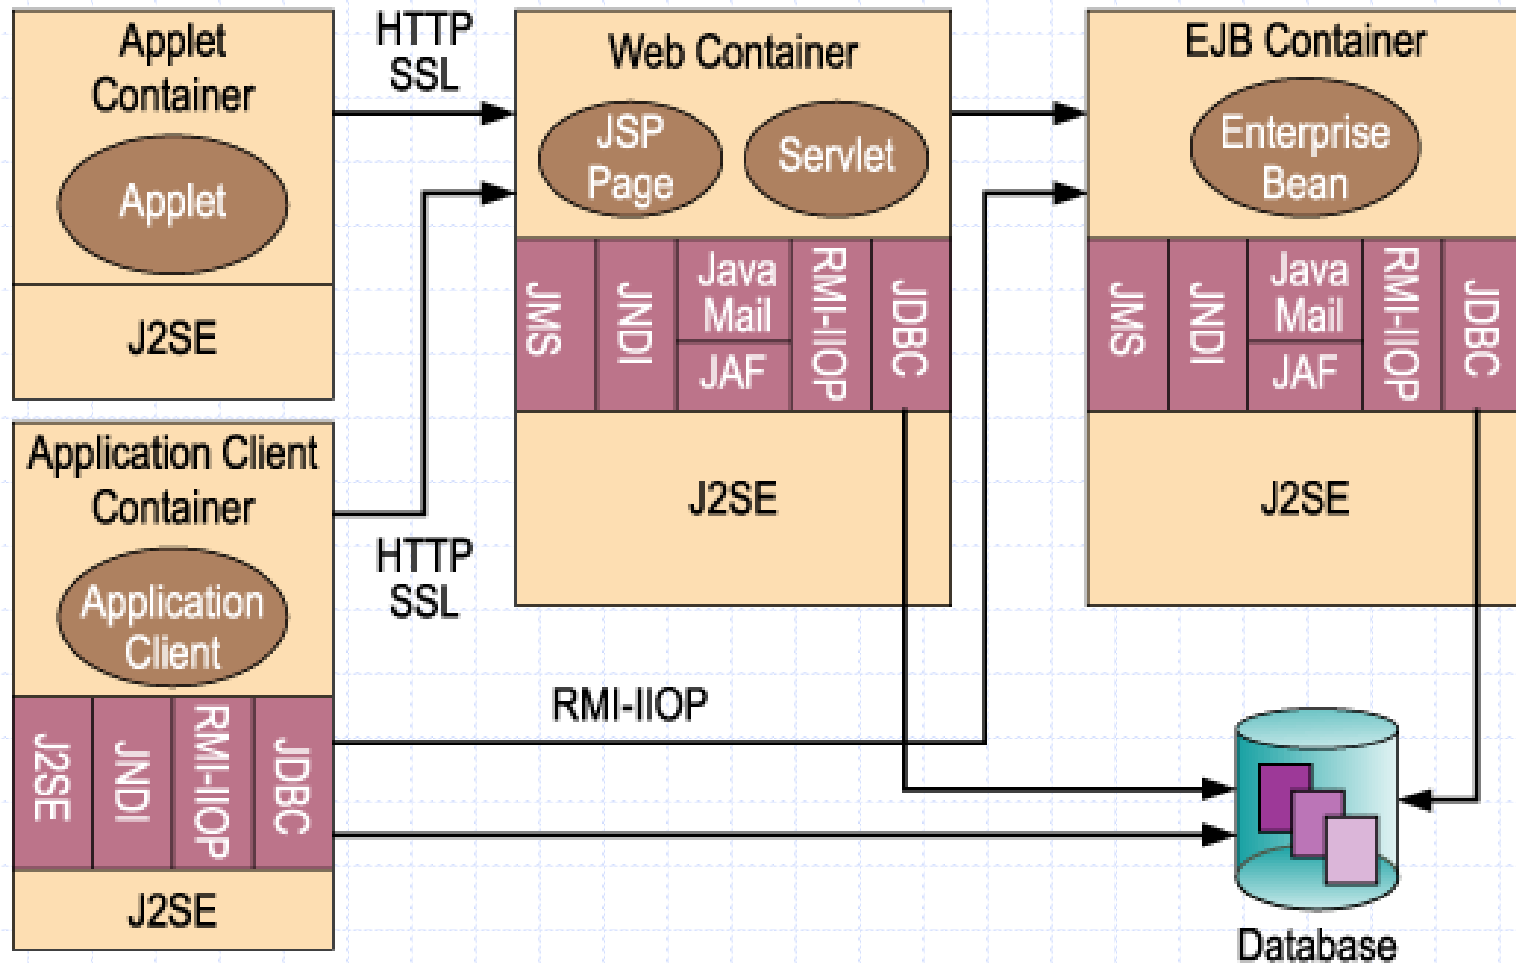 Applet
Container
Applet
J2SE
HTTP
SSL
Web Container
JSP
Page
Servlet
JMS
JNDI
Java
Mail
JAF
RMI-IIOP
JDBC
J2SE
EJB Container
Enterprise
Bean
JMS
JNDI
Java
Mail
JAF
RMI-IIOP
JDBC
J2SE
Application Client
Container
Application
Client
J2SE
JNDI
RMI-IIOP
JDBC
J2SE
HTTP
SSL
RMI-IIOP
Database